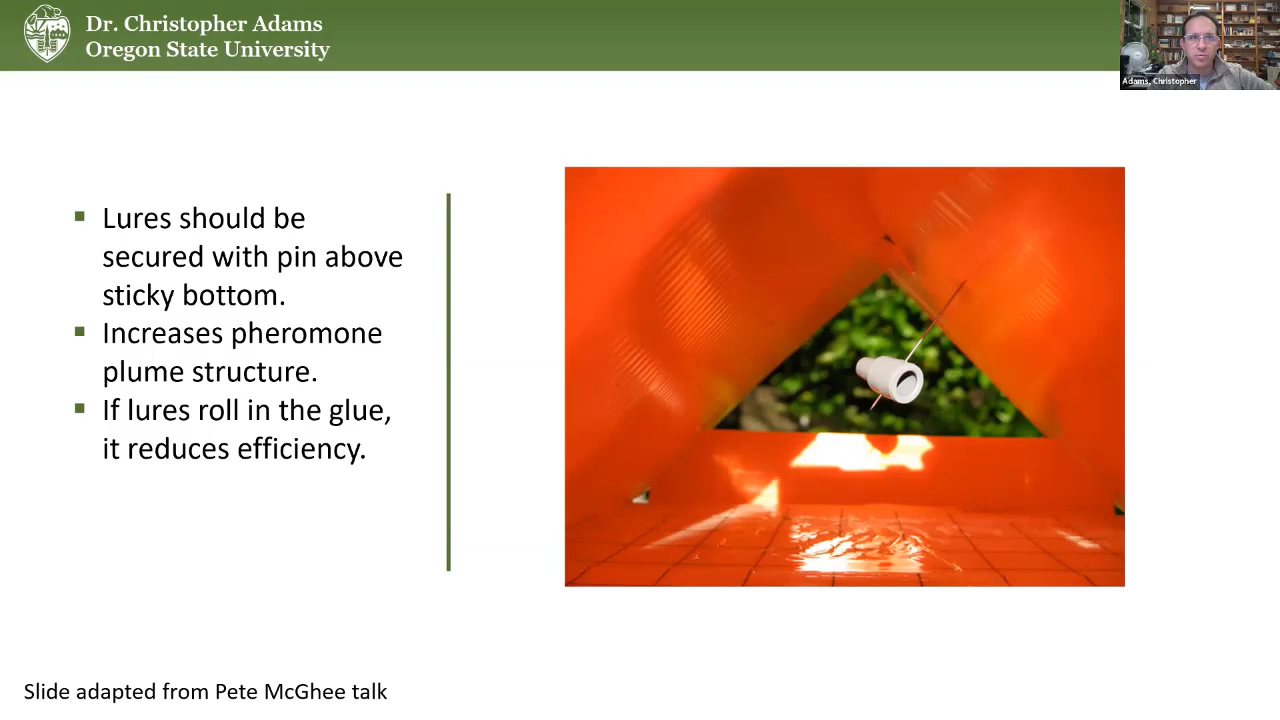 Dr. Christopher Adams
Oregon State University
Adams, Christopher
▪ Lures should be
secured with pin above
sticky bottom.
▪ Increases pheromone
plume structure.
▪ If lures roll in the glue,
it reduces efficiency.
Slide adapted from Pete McGhee talk